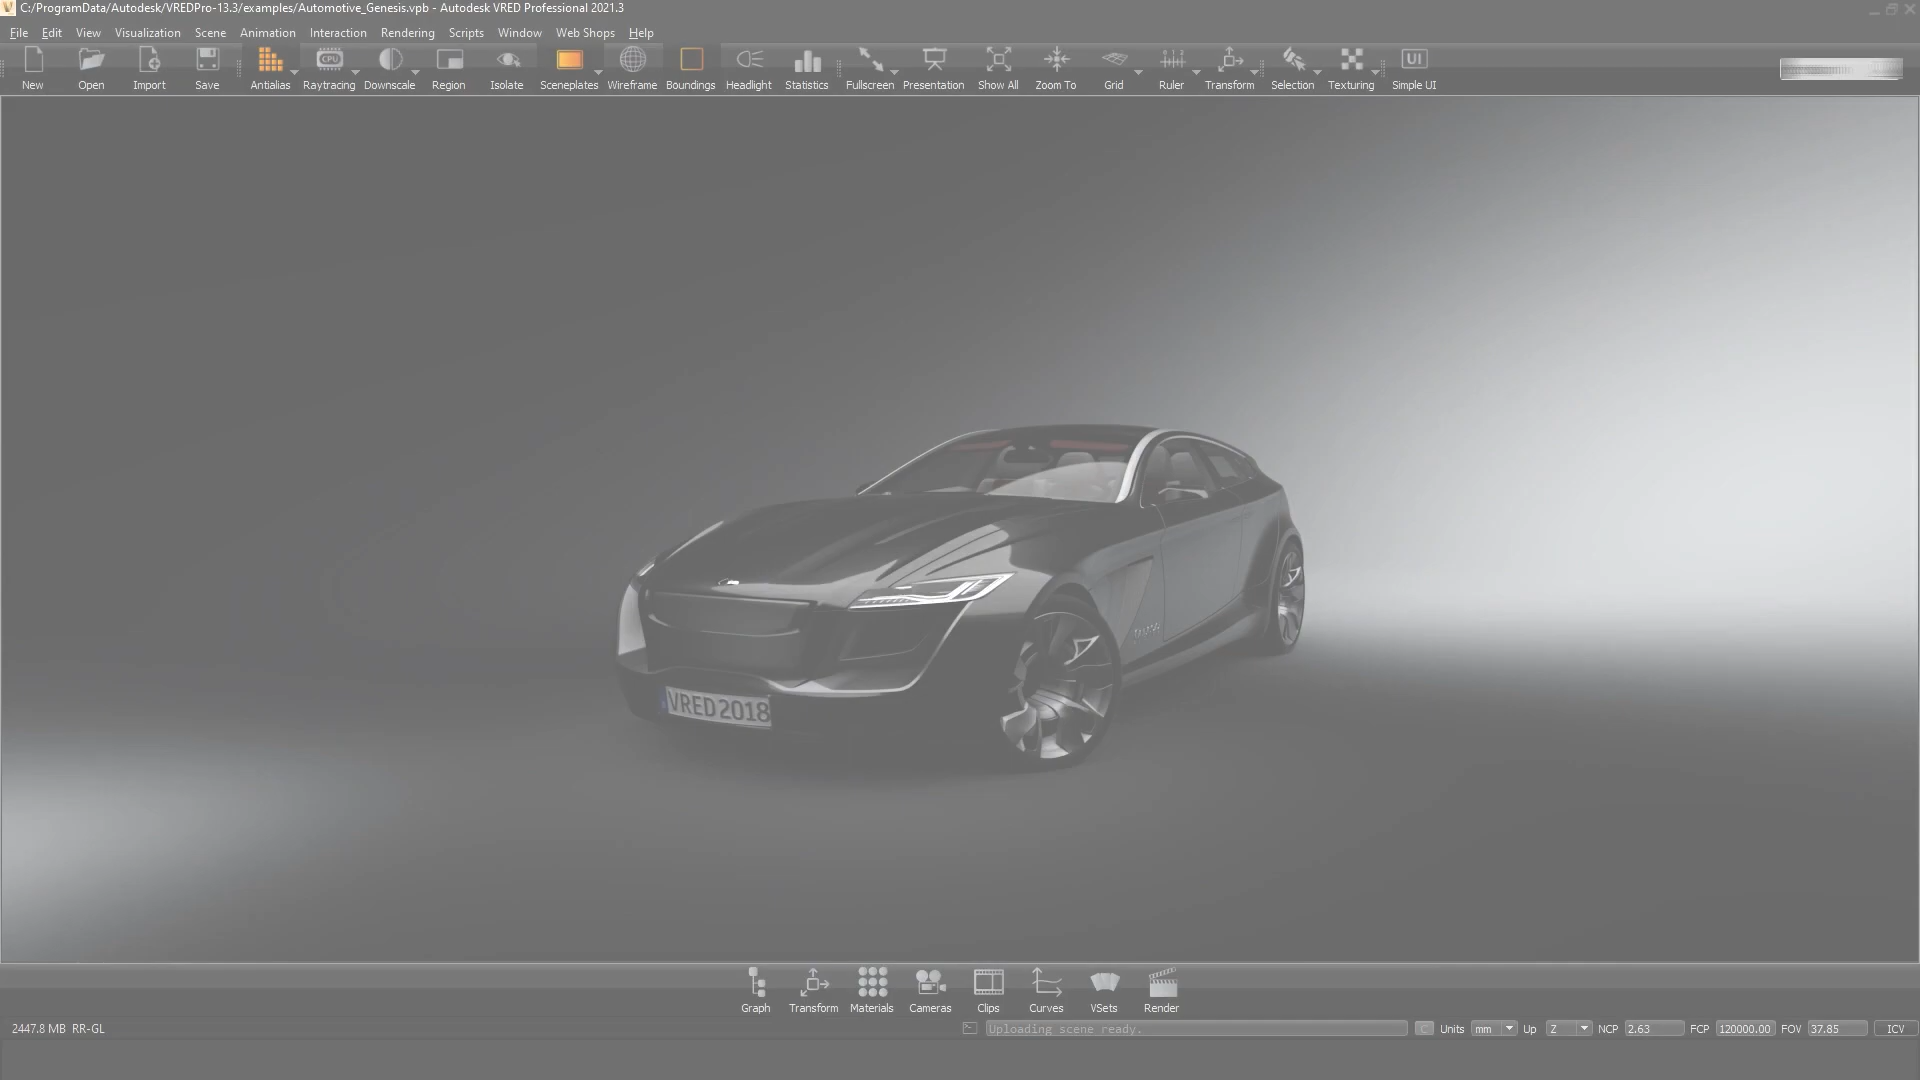 C:/ProgramData/Autodesk/VREDPro-13.3/examples/Automotive_Genesis.vpb - Autodesk VRED Professional 2021.3
File Edit View Visualization Scene Animation Interaction Rendering Scripts Window Web Shops Help
CPU UI
New Open Import Save Antialias Raytracing Downscale Region Isolate Sceneplates Wireframe Boundings Headlight Statistics Fullscreen Presentation Show All Zoom To Grid Ruler Transform Selection Texturing Simple UI
VRED 2018
Graph Transform Materials Cameras Clips Curves VSets Render
2447.8 MB RR-GL Uploading scene ready. C Units mm Up Z NCP 2.63 FCP 120000.00 FOV 37.85 ICV